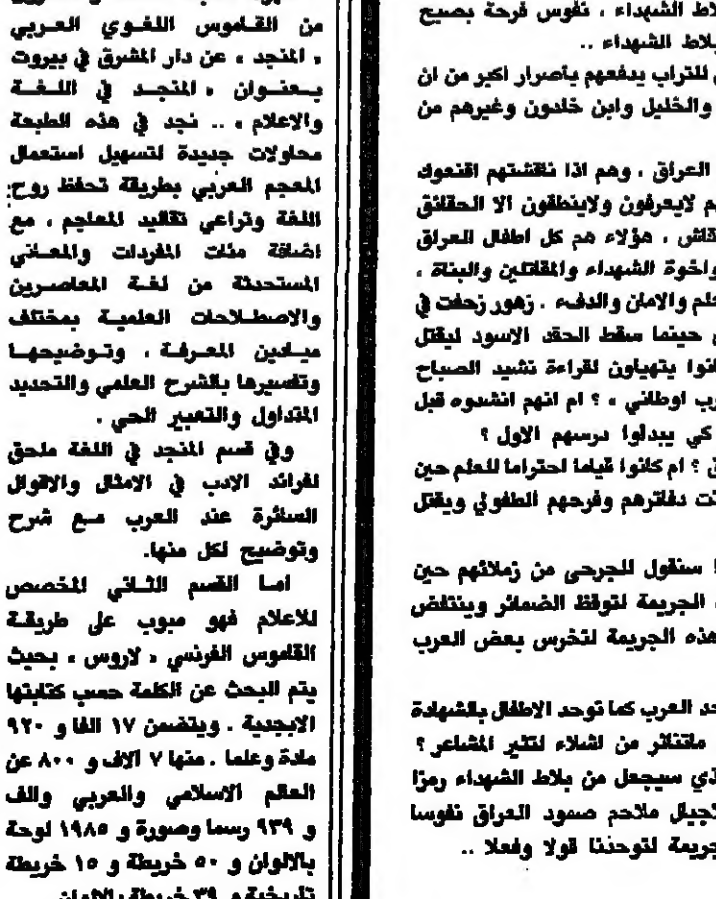 من القاموس اللغوي العربي
« المنجد » عن دار المشرق في بيروت
بعنوان « المنجد في اللغة
والاعلام » .. نجد في هذه الطبعة
محاولات جديدة لتسهيل استعمال
المعجم العربي بطريقة تحفظ روح
اللغة وتراعي تقاليد المعاجم ، مع
اضافة مئات المفردات والمعاني
المستحدثة من لغة المعاصرين
والاصطلاحات العلمية بمختلف
ميادين المعرفة ، وتوضيحها
وتفسيرها بالشرح العلمي والتحديد
المتداول والتعبير الحي .
وفي قسم المنجد في اللغة ملحق
لفرائد الادب في الامثال والاقوال
السائرة عند العرب مع شرح
وتوضيح لكل منها.
اما القسم الثاني المخصص
للاعلام فهو مبوب على طريقة
القاموس الفرنسي « لاروس » بحيث
يتم البحث عن الكلمة حسب كتابتها
الابجدية . ويتضمن ١٧ الفا و ٩٢٠
مادة وعلما . منها ٧ آلاف و ٨٠٠ عن
العالم الاسلامي والعربي والف
و ٩٣٩ رسما وصورة و ١٩٨٥ لوحة
بالالوان و ٥٠ خريطة و ١٥ خريطة
تاريخية و ٣٩ خريطة بالالوان
بلاط الشهداء ، نفوس فرحة بصيح
بلاط الشهداء ..
للتراب يدفعهم بأصرار اكبر من ان
والخليل وابن خلدون وغيرهم من
العراق ، وهم اذا ناقشتهم اقنعوك
لايعرفون ولاينطقون الا الحقائق
هؤلاء هم كل اطفال العراق
واخوة الشهداء والمقاتلين والبناة ،
والامان والدفء . زهور زحفت في
حينما سقط الحقد الاسود ليقتل
كانوا يتهياون لقراءة نشيد الصباح
اوطاني » ؟ ام انهم انشدوه قبل
كي يبدلوا درسهم الاول ؟
؟ ام كانوا قياما احتراما للعلم حين
دفاترهم وفرحهم الطفولي ويقتل
سنقول للجرحى من زملائهم حين
الجريمة لتوقظ الضمائر وينتفض
هذه الجريمة لتخرس بعض العرب
العرب كما توحد الاطفال بالشهادة
ماتناثر من اشلاء لتثير المشاعر ؟
سيجعل من بلاط الشهداء رمزا
ملاحم صمود العراق نفوسا
لتوحدنا قولا وفعلا ..